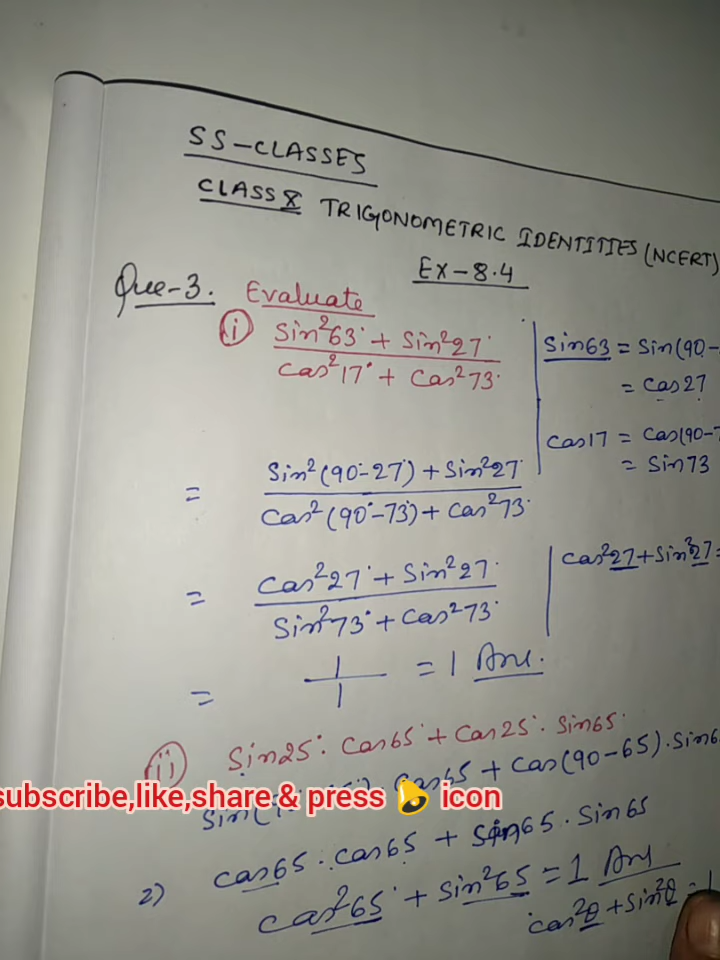 SS-CLASSES
CLASS X TRIGONOMETRIC IDENTITIES (NCERT)
EX-8.4
Que-3. Evaluate
(i) Sin²63° + Sin²27°
Cos²17° + Cos²73°
Sin63 = Sin(90-
= Cos27
Cos17 = Cos(90-7
= Sin73
= Sin²(90°-27°) + Sin²27°
Cos²(90°-73°) + Cos²73°
= Cos²27° + Sin²27°
Sin²73° + Cos²73°
Cos²27 + Sin²27 =
= 1/1 = 1 Ans.
(ii) Sin25°. Cos65° + Cos25°. Sin65°
Cos65 + Cos(90-65).Sin6
subscribe,like,share & press 🔔 icon
2) Cos65. Cos65 + Sin65. Sin65
Cos²65° + Sin²65 = 1 Ans
Cos²θ + Sin²θ = 1